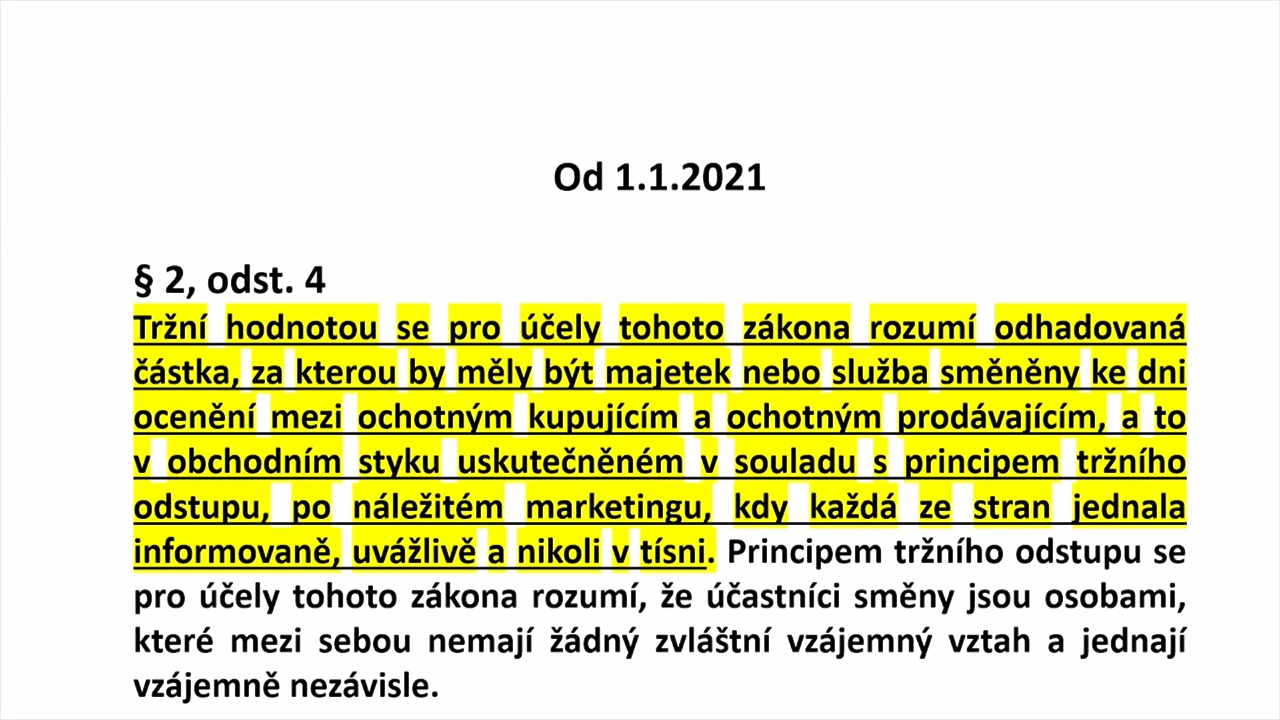 Od 1.1.2021
§ 2, odst. 4
Tržní hodnotou se pro účely tohoto zákona rozumí odhadovaná
částka, za kterou by měly být majetek nebo služba směněny ke dni
ocenění mezi ochotným kupujícím a ochotným prodávajícím, a to
v obchodním styku uskutečněném v souladu s principem tržního
odstupu, po náležitém marketingu, kdy každá ze stran jednala
informovaně, uvážlivě a nikoli v tísni. Principem tržního odstupu se
pro účely tohoto zákona rozumí, že účastníci směny jsou osobami,
které mezi sebou nemají žádný zvláštní vzájemný vztah a jednají
vzájemně nezávisle.